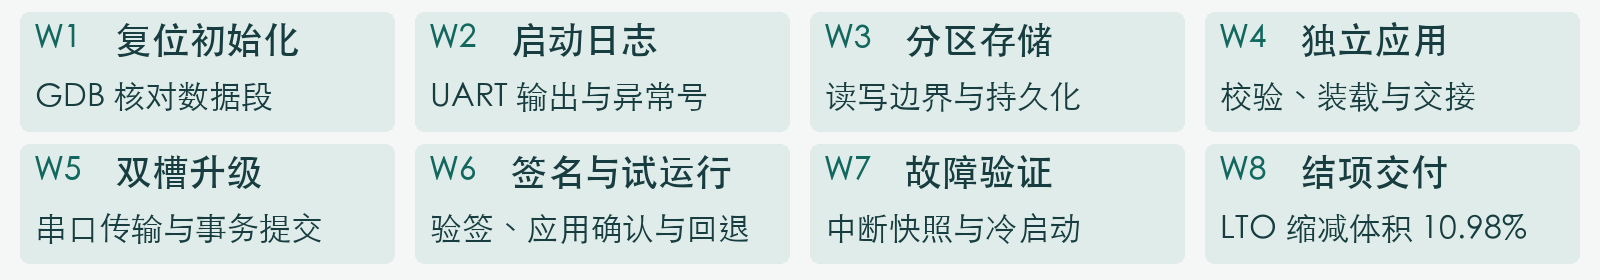 W1 复位初始化
GDB 核对数据段
W2 启动日志
UART 输出与异常号
W3 分区存储
读写边界与持久化
W4 独立应用
校验、装载与交接
W5 双槽升级
串口传输与事务提交
W6 签名与试运行
验签、应用确认与回退
W7 故障验证
中断快照与冷启动
W8 结项交付
LTO 缩减体积 10.98%